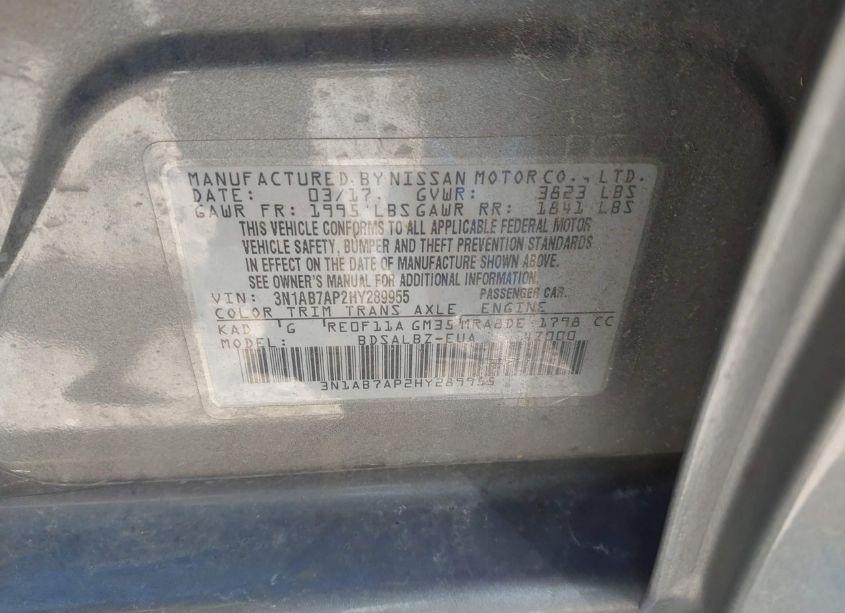 MANUFACTURED BY NISSAN MOTOR CO., LTD.
DATE: 03/17 GVWR: 3823 LBS
GAWR FR: 1995 LBS GAWR RR: 1841 LBS
THIS VEHICLE CONFORMS TO ALL APPLICABLE FEDERAL MOTOR
VEHICLE SAFETY, BUMPER AND THEFT PREVENTION STANDARDS
IN EFFECT ON THE DATE OF MANUFACTURE SHOWN ABOVE.
SEE OWNER'S MANUAL FOR ADDITIONAL INFORMATION.
VIN: 3N1AB7AP2HY289955 PASSENGER CAR.
COLOR TRIM TRANS AXLE ENGINE
KAD G RE0F11A GM35 MRA8DE 1798 CC
MODEL: BDSALBZ-EUA
3N1AB7AP2HY289955